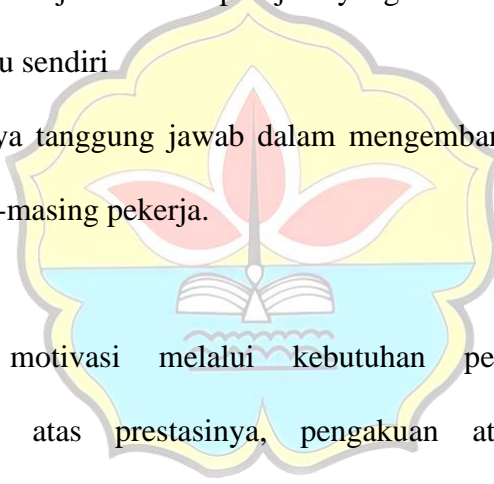 u sendiri
ya tanggung jawab dalam mengemban
-masing pekerja.
motivasi melalui kebutuhan pe
atas prestasinya, pengakuan at